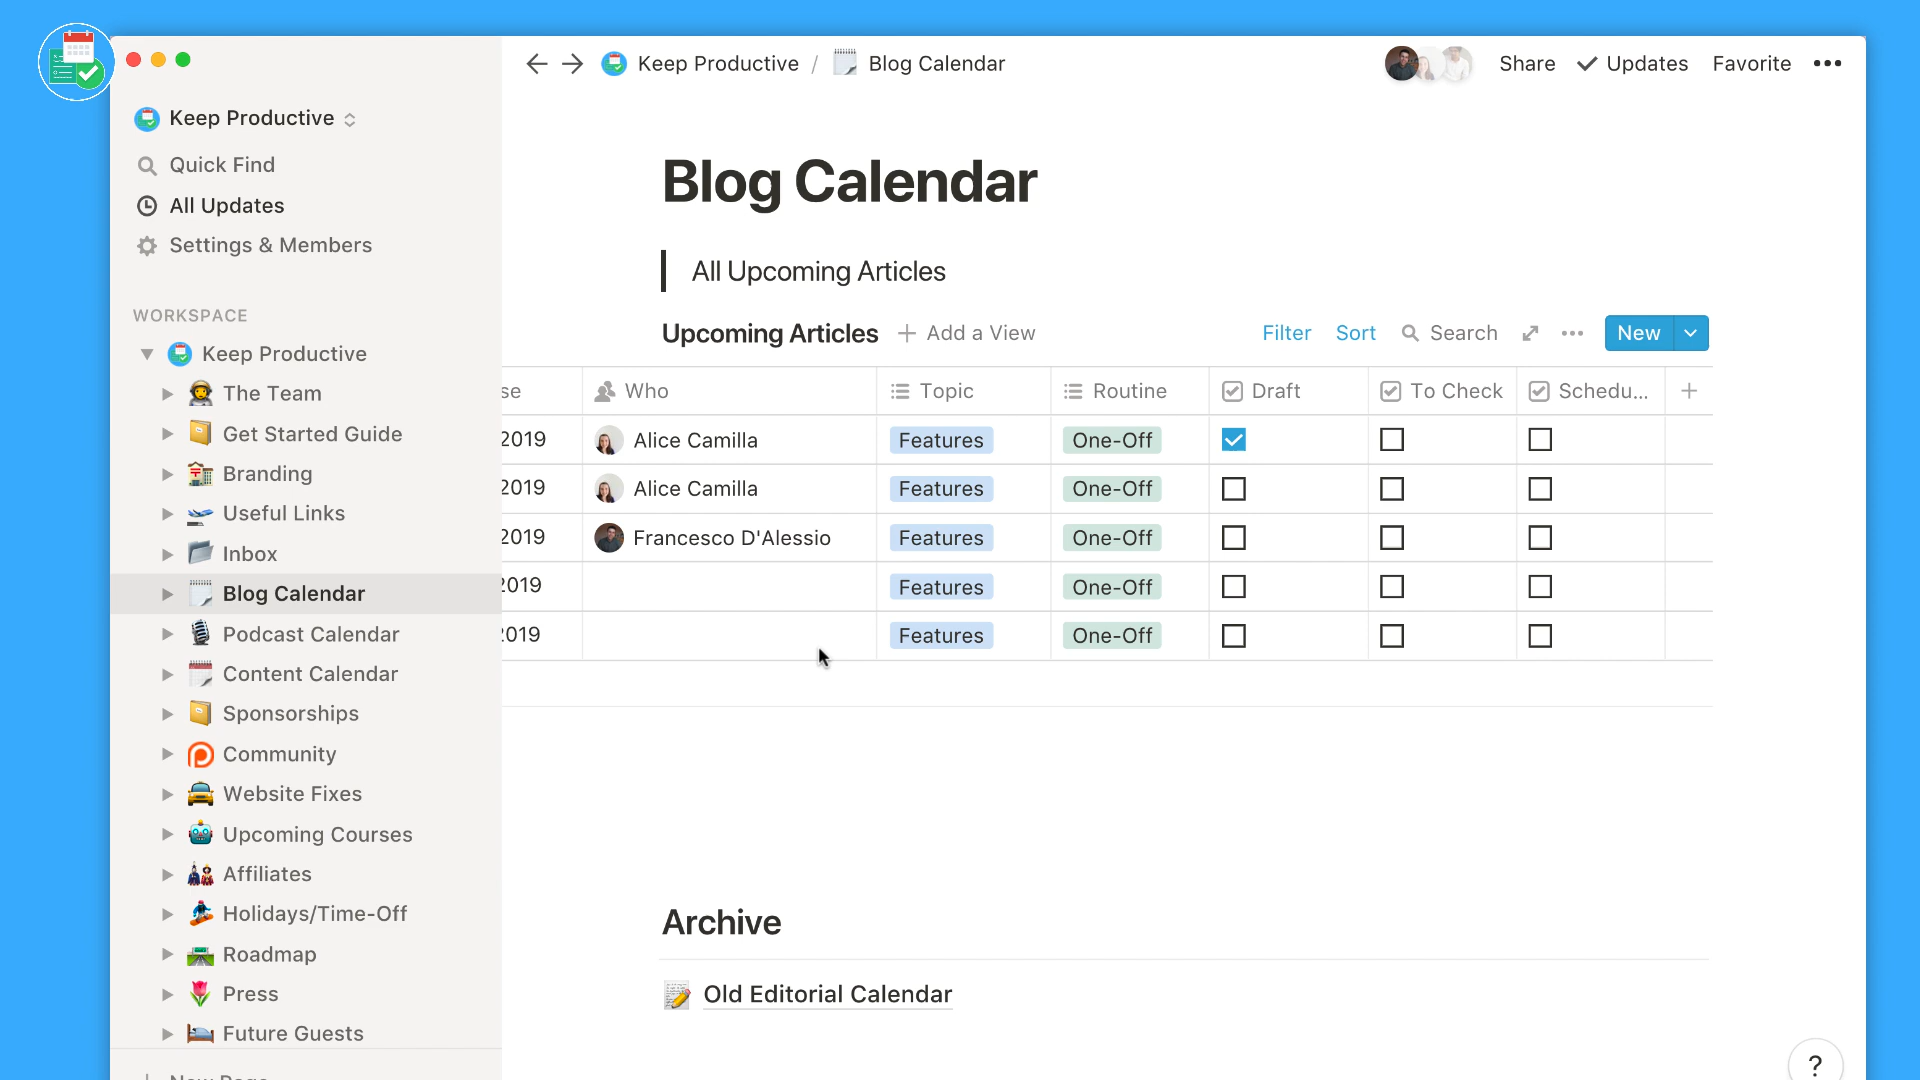 Keep Productive / Blog Calendar
Share Updates Favorite
Keep Productive
Quick Find
All Updates
Settings & Members
WORKSPACE
Keep Productive
The Team
Get Started Guide
Branding
Useful Links
Inbox
Blog Calendar
Podcast Calendar
Content Calendar
Sponsorships
Community
Website Fixes
Upcoming Courses
Affiliates
Holidays/Time-Off
Roadmap
Press
Future Guests
New Page
Blog Calendar
All Upcoming Articles
Upcoming Articles + Add a View Filter Sort Search New
se Who Topic Routine Draft To Check Schedu... +
2019 Alice Camilla Features One-Off
2019 Alice Camilla Features One-Off
2019 Francesco D'Alessio Features One-Off
2019 Features One-Off
2019 Features One-Off
Archive
Old Editorial Calendar
?